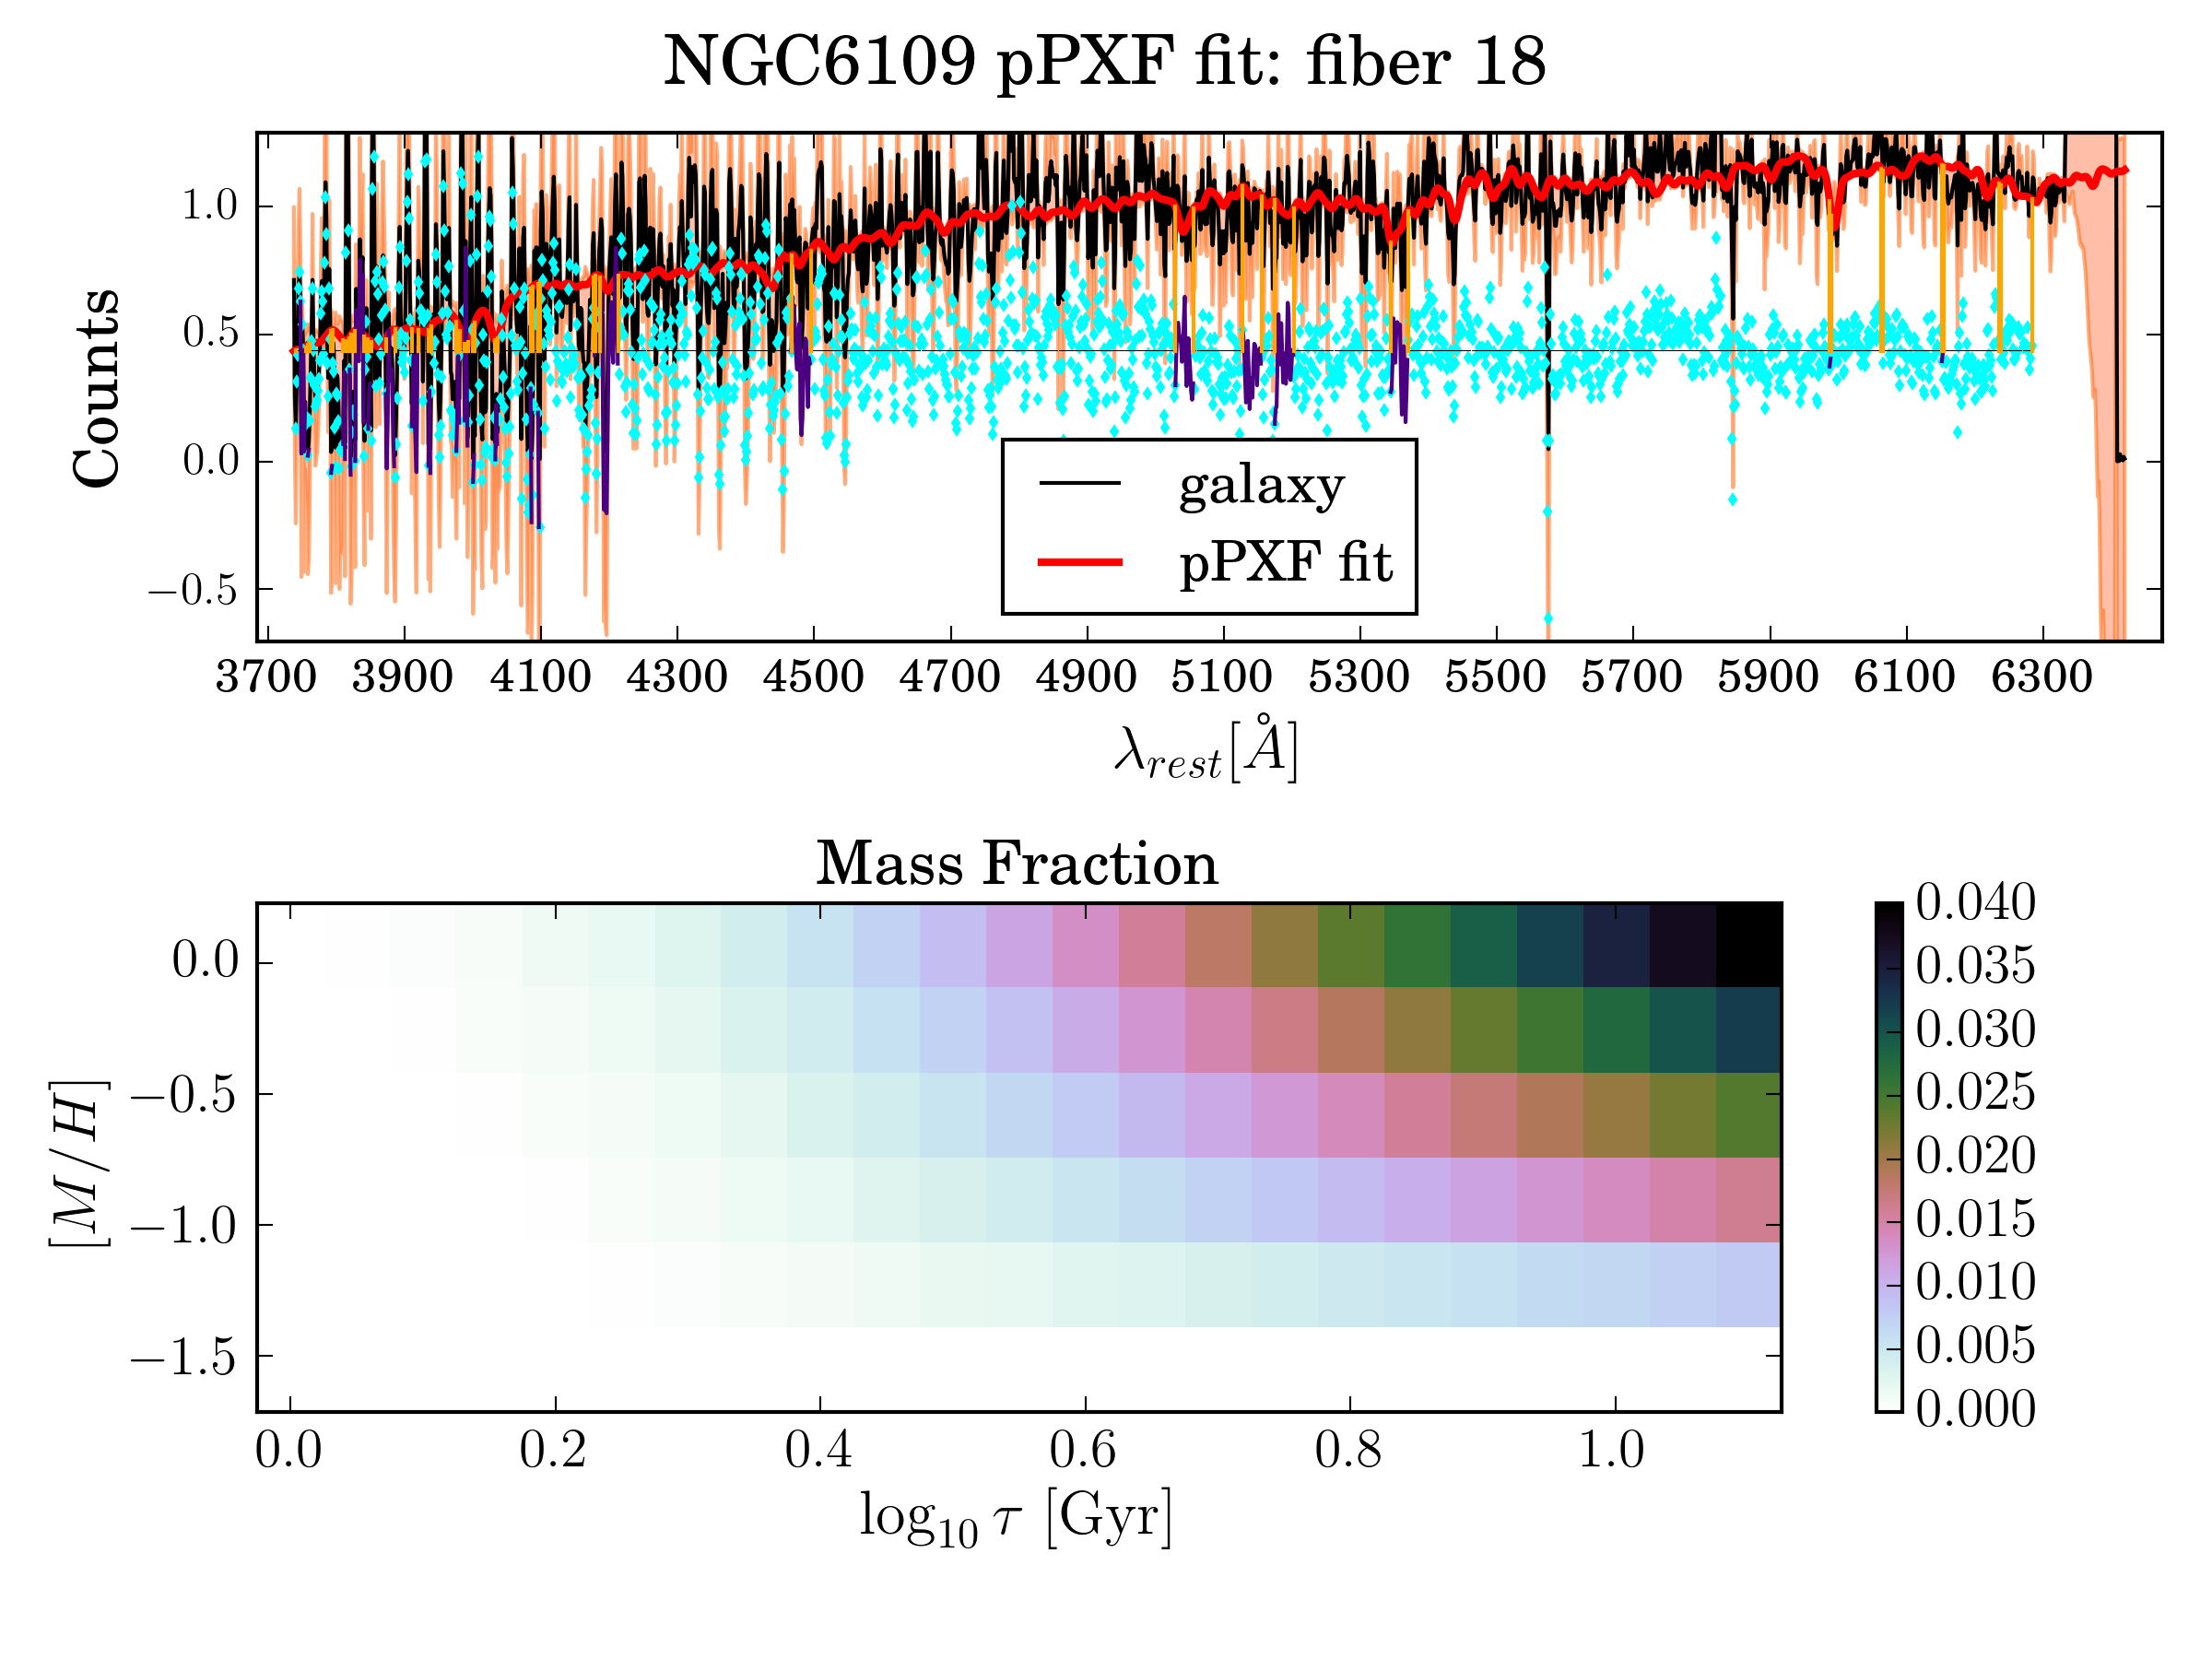 NGC6109 pPXF fit: fiber 18
Counts
1.0
0.5
0.0
−0.5
galaxy
pPXF fit
3700 3900 4100 4300 4500 4700 4900 5100 5300 5500 5700 5900 6100 6300
λrest[Å]
Mass Fraction
[M/H]
0.0
−0.5
−1.0
−1.5
0.0 0.2 0.4 0.6 0.8 1.0
log10 τ [Gyr]
0.040
0.035
0.030
0.025
0.020
0.015
0.010
0.005
0.000